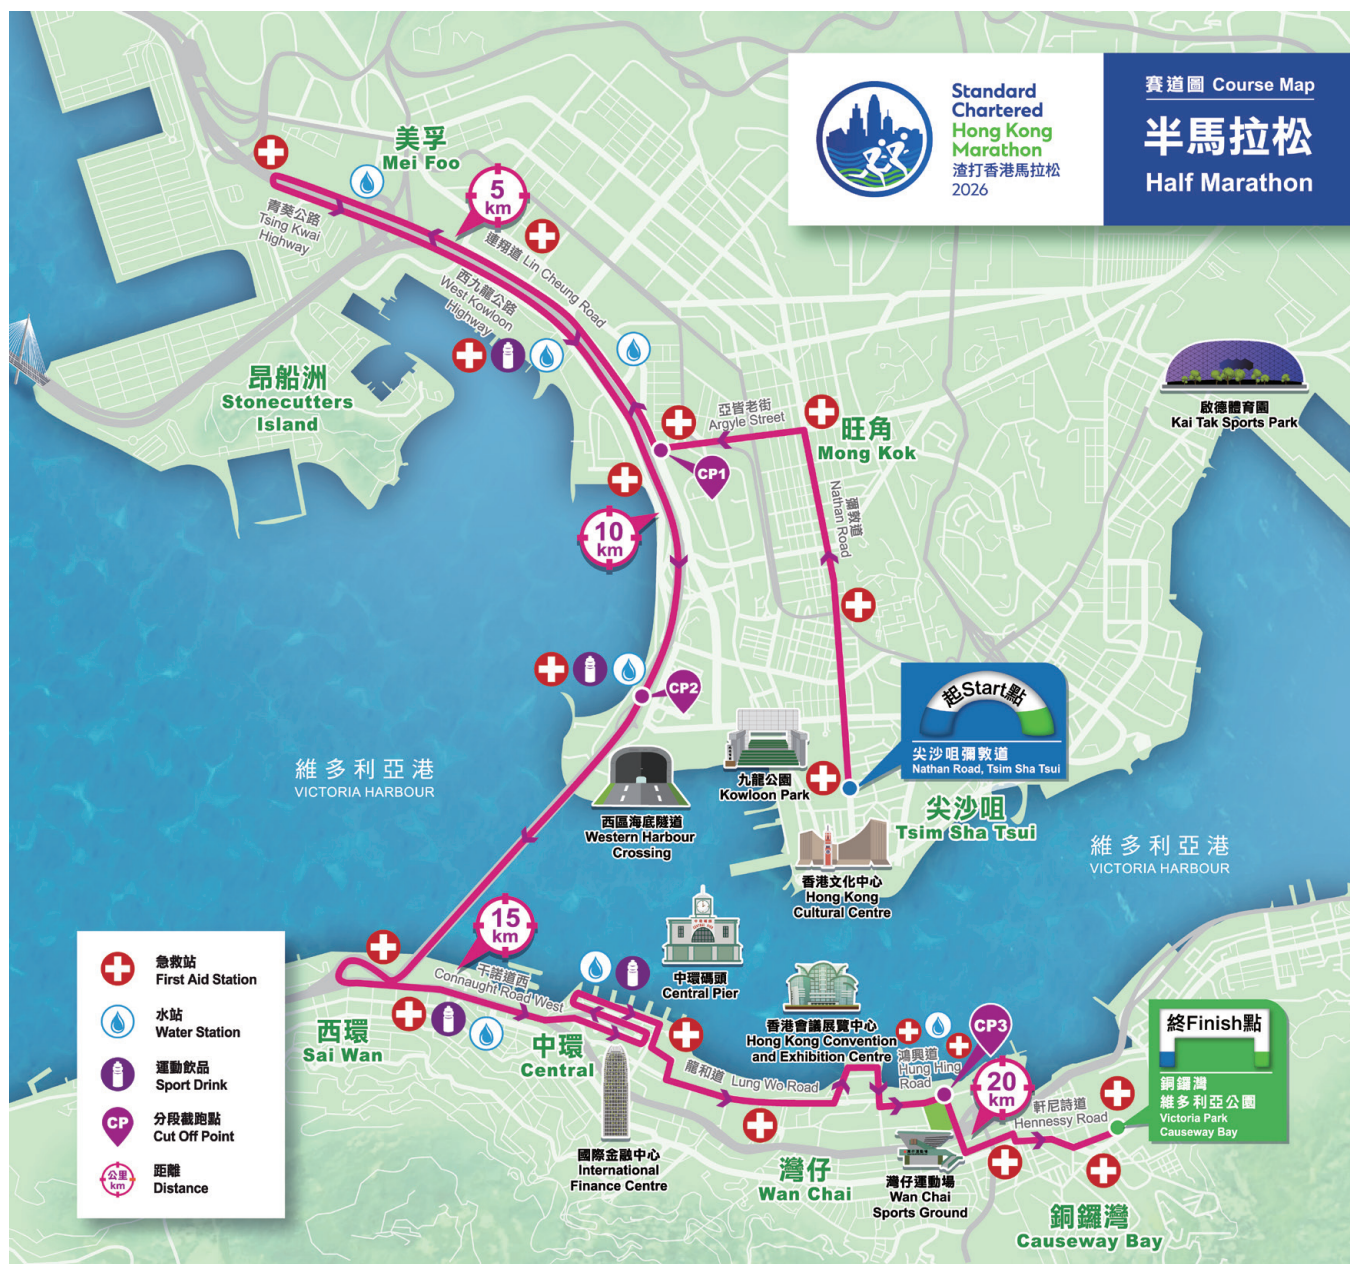 Standard
Chartered
Hong Kong
Marathon
渣打香港馬拉松
2026
賽道圖 Course Map
半馬拉松
Half Marathon
美孚
Mei Foo
5
km
青葵公路
Tsing Kwai
Highway
連翔道 Lin Cheung Road
西九龍公路
West Kowloon
Highway
昂船洲
Stonecutters
Island
亞皆老街
Argyle Street
旺角
Mong Kok
啟德體育園
Kai Tak Sports Park
CP1
彌敦道
Nathan Road
10
km
CP2
起Start點
尖沙咀彌敦道
Nathan Road, Tsim Sha Tsui
九龍公園
Kowloon Park
維多利亞港
VICTORIA HARBOUR
西區海底隧道
Western Harbour
Crossing
尖沙咀
Tsim Sha Tsui
維多利亞港
VICTORIA HARBOUR
香港文化中心
Hong Kong
Cultural Centre
15
km
中環碼頭
Central Pier
干諾道西
Connaught Road West
急救站
First Aid Station
水站
Water Station
運動飲品
Sport Drink
CP
分段截跑點
Cut Off Point
公里
km
距離
Distance
西環
Sai Wan
中環
Central
香港會議展覽中心
Hong Kong Convention
and Exhibition Centre
鴻興道
Hung Hing
Road
CP3
終Finish點
銅鑼灣
維多利亞公園
Victoria Park
Causeway Bay
龍和道 Lung Wo Road
20
km
軒尼詩道
Hennessy Road
國際金融中心
International
Finance Centre
灣仔
Wan Chai
灣仔運動場
Wan Chai
Sports Ground
銅鑼灣
Causeway Bay